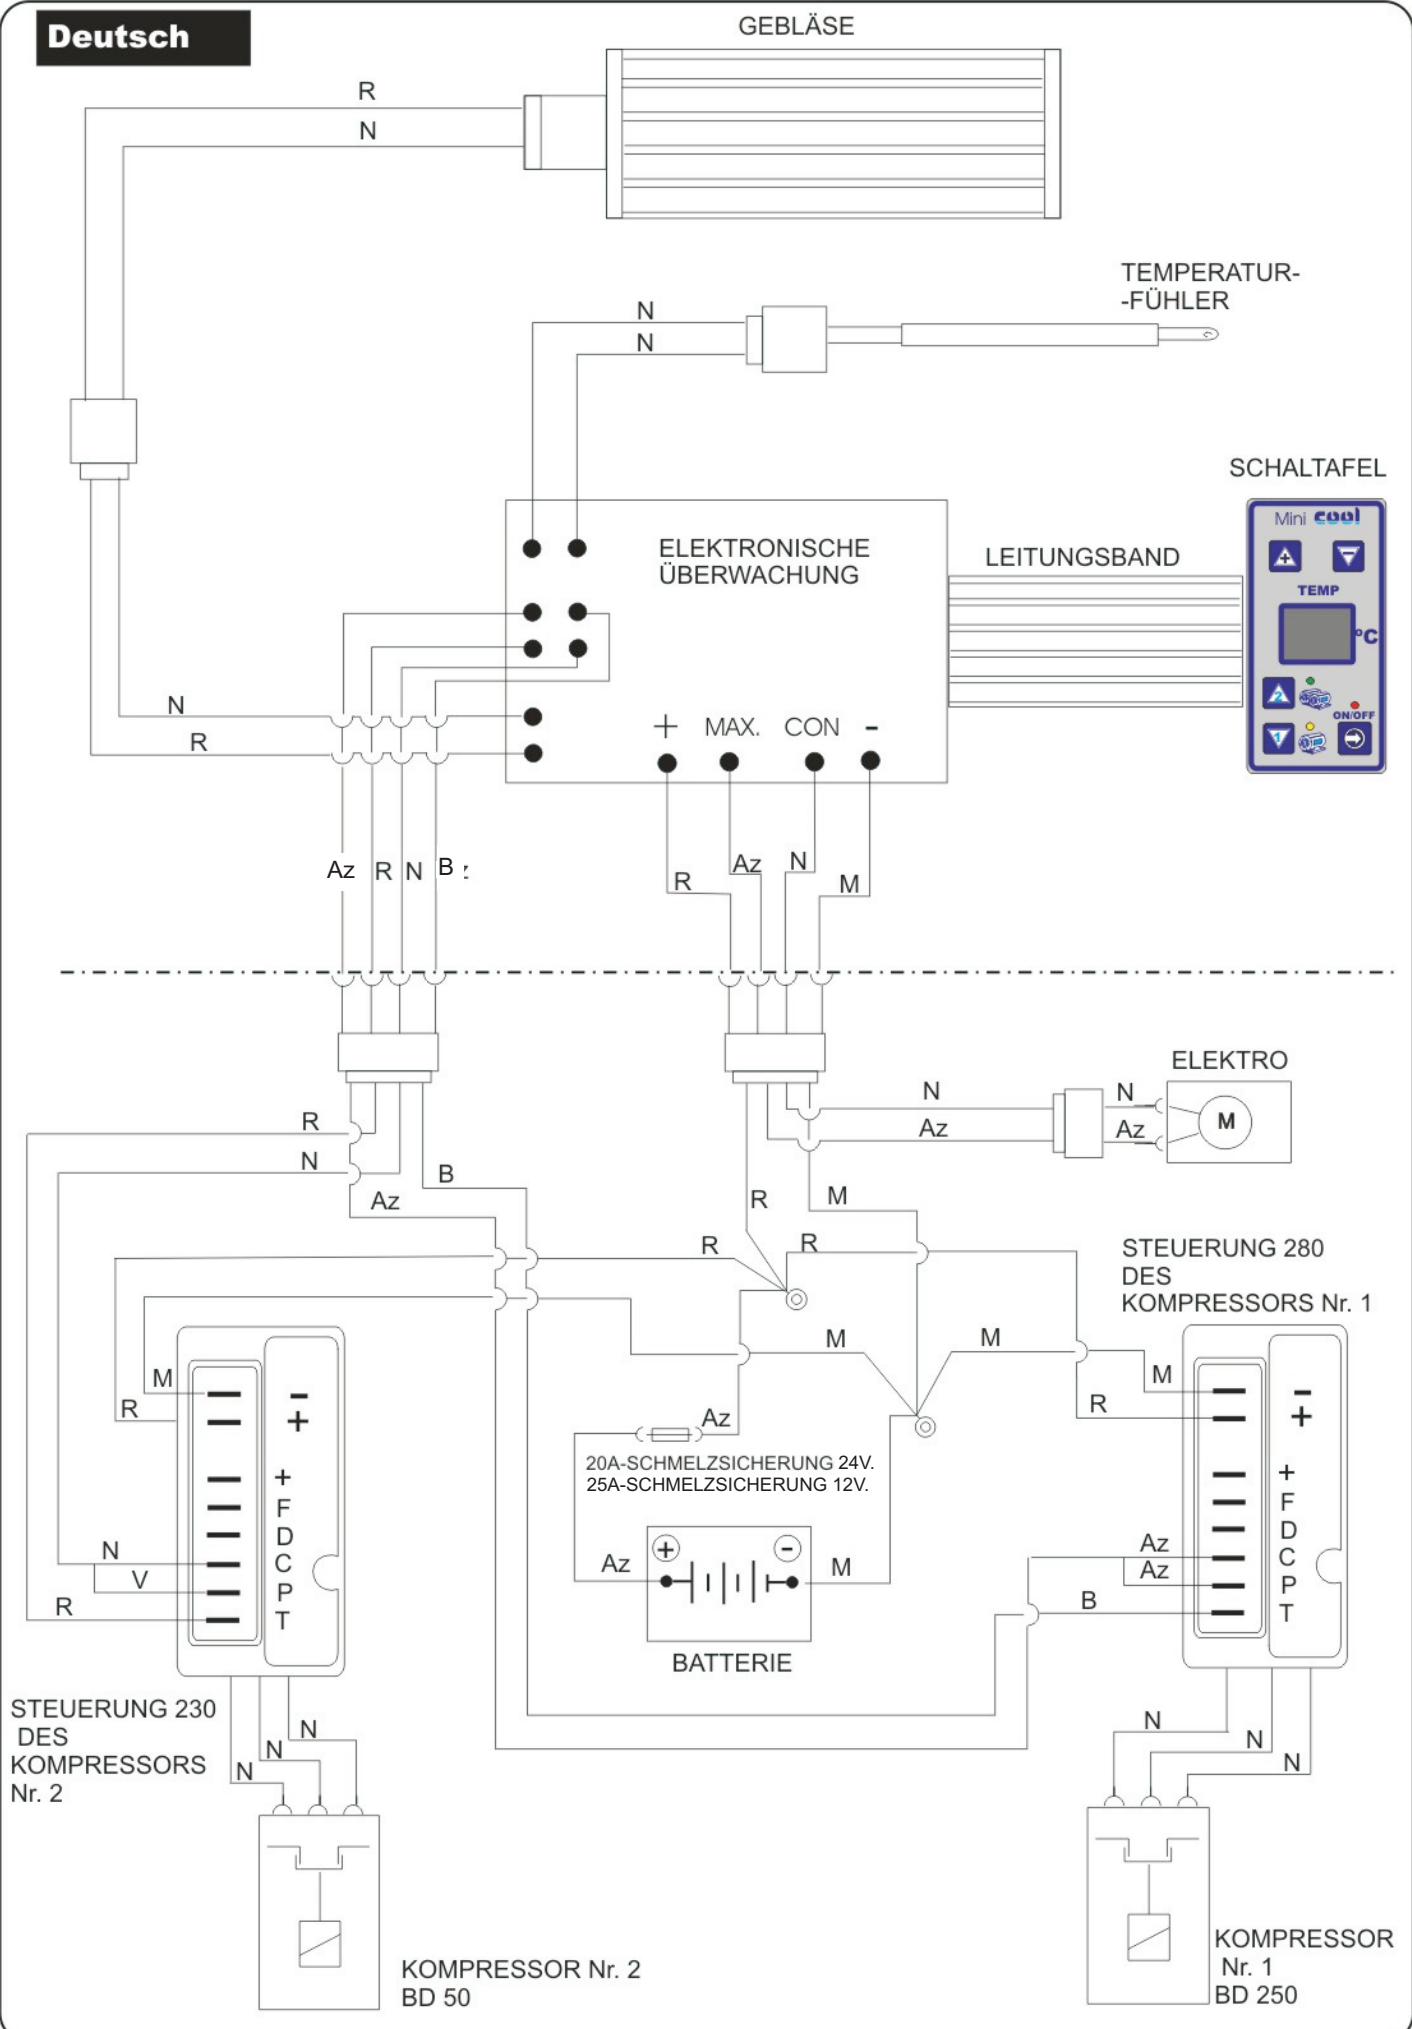 Deutsch
GEBLÄSE
R
N
TEMPERATUR-
-FÜHLER
N
N
SCHALTAFEL
Mini cool
TEMP
°C
2
ON/OFF
1
ELEKTRONISCHE
ÜBERWACHUNG
LEITUNGSBAND
N
R
+ MAX. CON -
Az R N B
R Az N M
ELEKTRO
N N
Az Az
M
R
N
B
Az
R M
R R
STEUERUNG 280
DES
KOMPRESSORS Nr. 1
M M
M
R
M
R
- +
+
F
D
C
P
T
N
V
R
Az
20A-SCHMELZSICHERUNG 24V.
25A-SCHMELZSICHERUNG 12V.
+ -
Az M
BATTERIE
- +
+
F
D
C
P
T
Az
Az
B
STEUERUNG 230
DES
KOMPRESSORS
Nr. 2
N
N
N
N
N
N
KOMPRESSOR Nr. 2
BD 50
KOMPRESSOR
Nr. 1
BD 250